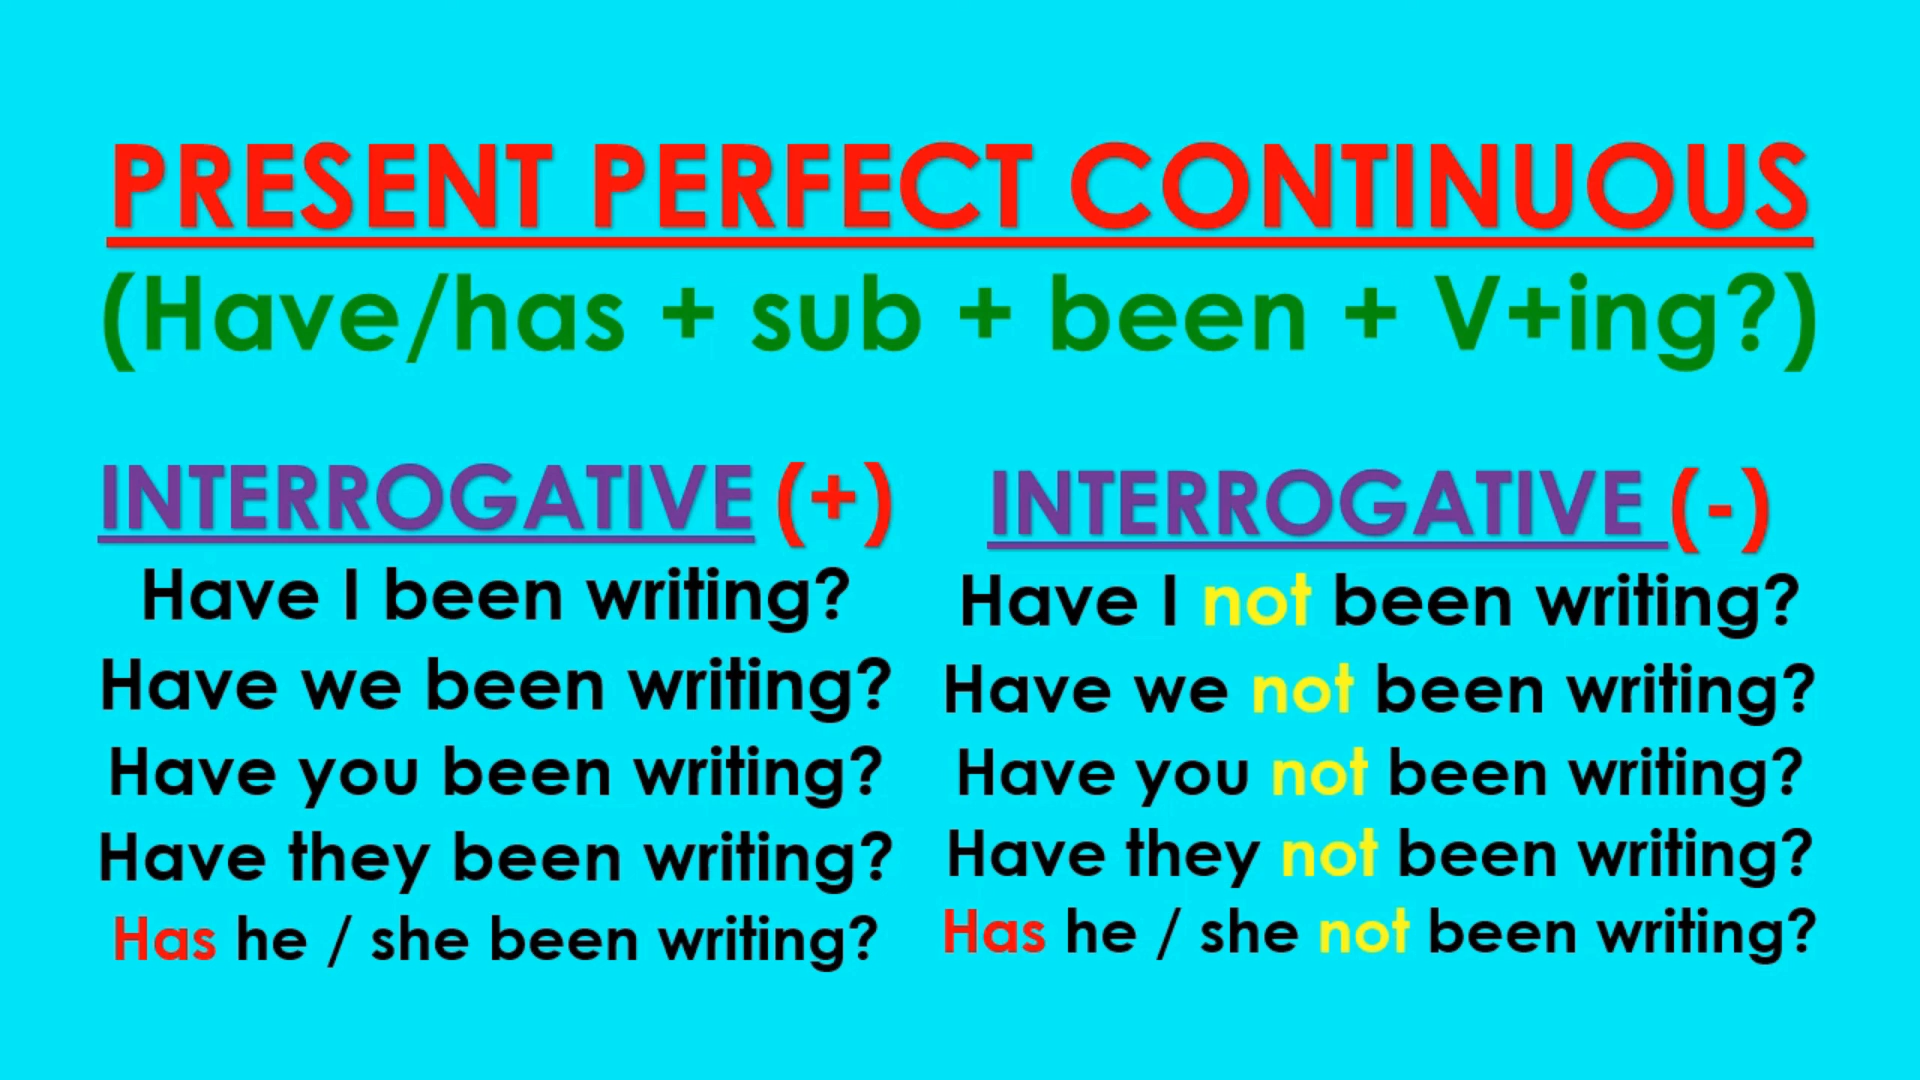 PRESENT PERFECT CONTINUOUS
(Have/has + sub + been + V+ing?)
INTERROGATIVE (+)
Have I been writing?
Have we been writing?
Have you been writing?
Have they been writing?
Has he / she been writing?
INTERROGATIVE (-)
Have I not been writing?
Have we not been writing?
Have you not been writing?
Have they not been writing?
Has he / she not been writing?